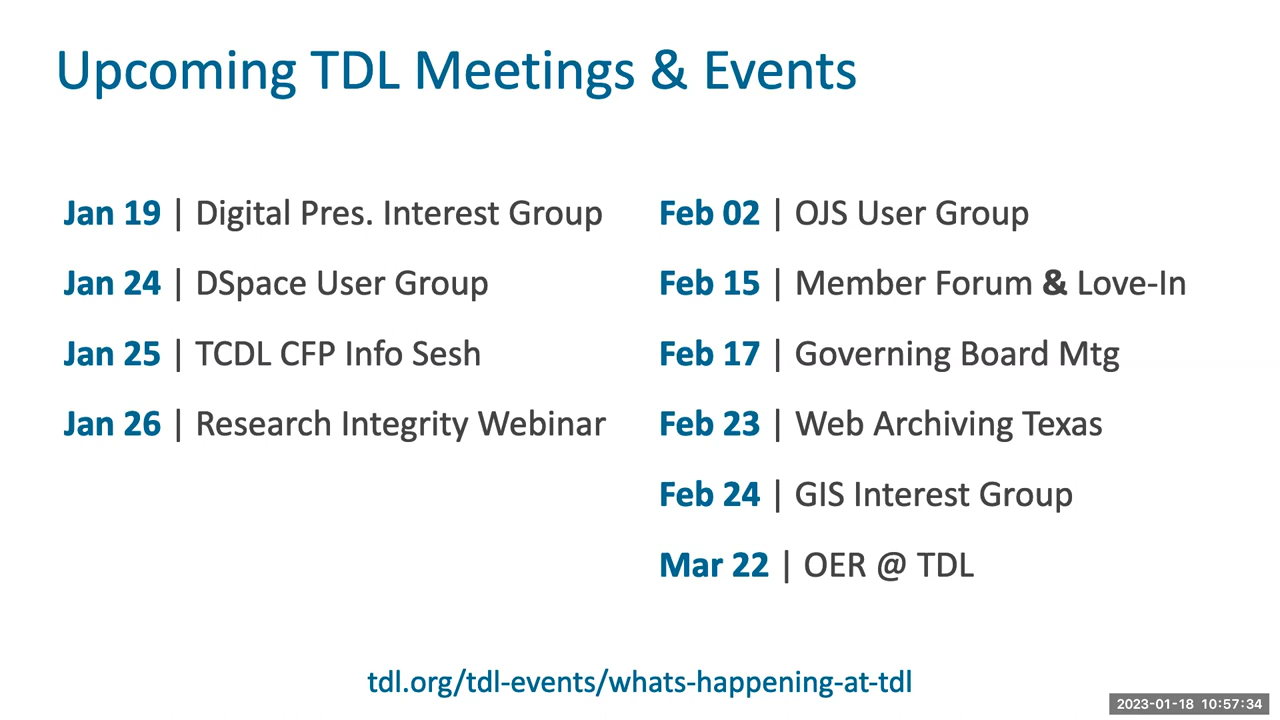 Upcoming TDL Meetings & Events
Jan 19 | Digital Pres. Interest Group
Jan 24 | DSpace User Group
Jan 25 | TCDL CFP Info Sesh
Jan 26 | Research Integrity Webinar
Feb 02 | OJS User Group
Feb 15 | Member Forum & Love-In
Feb 17 | Governing Board Mtg
Feb 23 | Web Archiving Texas
Feb 24 | GIS Interest Group
Mar 22 | OER @ TDL
tdl.org/tdl-events/whats-happening-at-tdl
2023-01-18 10:57:34